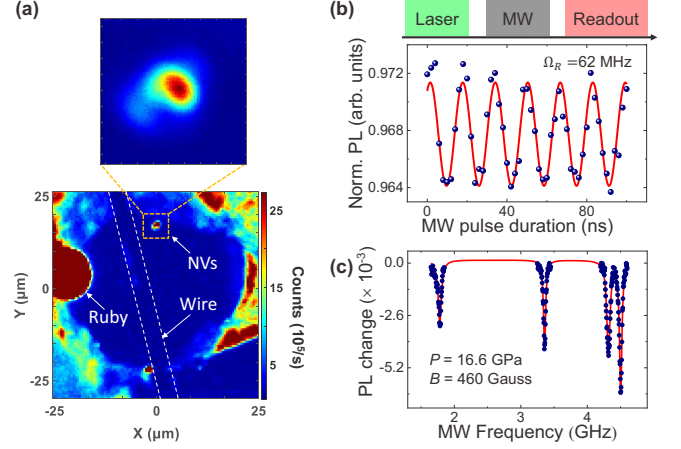 (a)
25
0
-25
Y (μm)
-25
0
25
X (μm)
NVs
Wire
Ruby
25
15
5
Counts (10⁵/s)
(b)
Laser
MW
Readout
Ω_R =62 MHz
0.972
0.968
0.964
Norm. PL (arb. units)
0
40
80
MW pulse duration (ns)
(c)
0.0
-2.6
-5.2
PL change (× 10⁻³)
P = 16.6 GPa
B = 460 Gauss
2
3
4
MW Frequency (GHz)